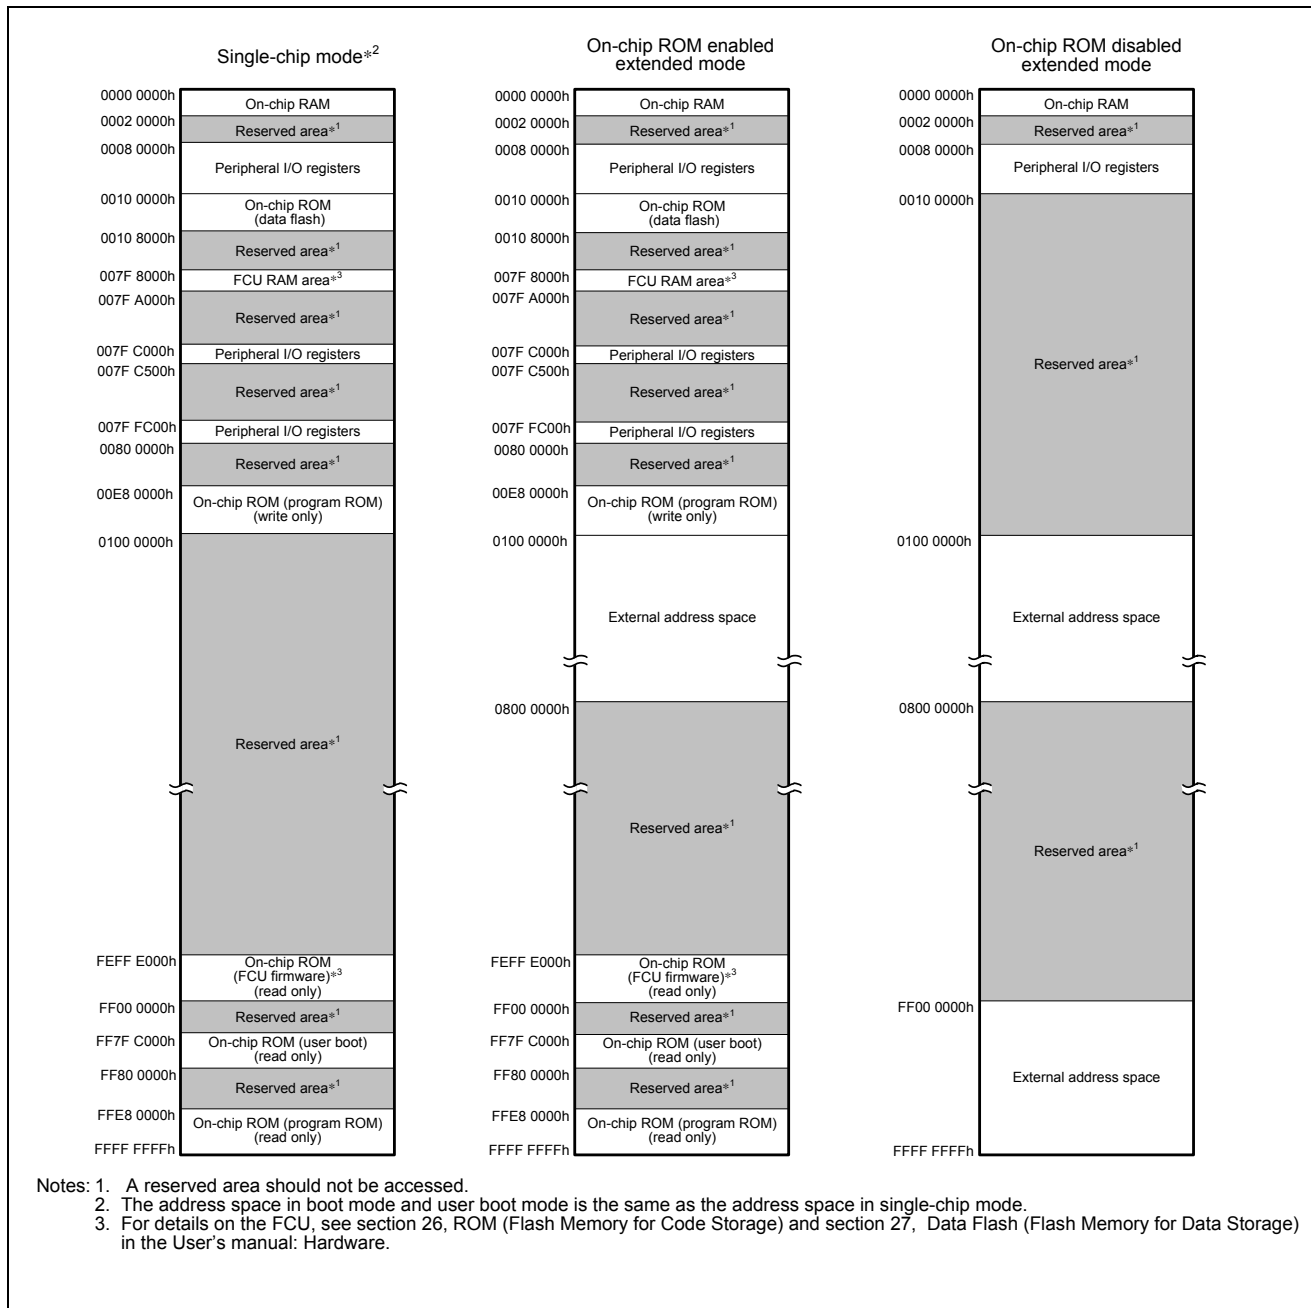 Single-chip mode*2
0000 0000h
On-chip RAM
0002 0000h
Reserved area*1
0008 0000h
Peripheral I/O registers
0010 0000h
On-chip ROM
(data flash)
0010 8000h
Reserved area*1
007F 8000h
FCU RAM area*3
007F A000h
Reserved area*1
007F C000h
Peripheral I/O registers
007F C500h
Reserved area*1
007F FC00h
Peripheral I/O registers
0080 0000h
Reserved area*1
00E8 0000h
On-chip ROM (program ROM)
(write only)
0100 0000h
Reserved area*1
FEFF E000h
On-chip ROM
(FCU firmware)*3
(read only)
FF00 0000h
Reserved area*1
FF7F C000h
On-chip ROM (user boot)
(read only)
FF80 0000h
Reserved area*1
FFE8 0000h
On-chip ROM (program ROM)
(read only)
FFFF FFFFh
On-chip ROM enabled
extended mode
0000 0000h
On-chip RAM
0002 0000h
Reserved area*1
0008 0000h
Peripheral I/O registers
0010 0000h
On-chip ROM
(data flash)
0010 8000h
Reserved area*1
007F 8000h
FCU RAM area*3
007F A000h
Reserved area*1
007F C000h
Peripheral I/O registers
007F C500h
Reserved area*1
007F FC00h
Peripheral I/O registers
0080 0000h
Reserved area*1
00E8 0000h
On-chip ROM (program ROM)
(write only)
0100 0000h
External address space
0800 0000h
Reserved area*1
FEFF E000h
On-chip ROM
(FCU firmware)*3
(read only)
FF00 0000h
Reserved area*1
FF7F C000h
On-chip ROM (user boot)
(read only)
FF80 0000h
Reserved area*1
FFE8 0000h
On-chip ROM (program ROM)
(read only)
FFFF FFFFh
On-chip ROM disabled
extended mode
0000 0000h
On-chip RAM
0002 0000h
Reserved area*1
0008 0000h
Peripheral I/O registers
0010 0000h
Reserved area*1
0100 0000h
External address space
0800 0000h
Reserved area*1
FF00 0000h
External address space
FFFF FFFFh
Notes: 1. A reserved area should not be accessed.
2. The address space in boot mode and user boot mode is the same as the address space in single-chip mode.
3. For details on the FCU, see section 26, ROM (Flash Memory for Code Storage) and section 27, Data Flash (Flash Memory for Data Storage)
in the User's manual: Hardware.